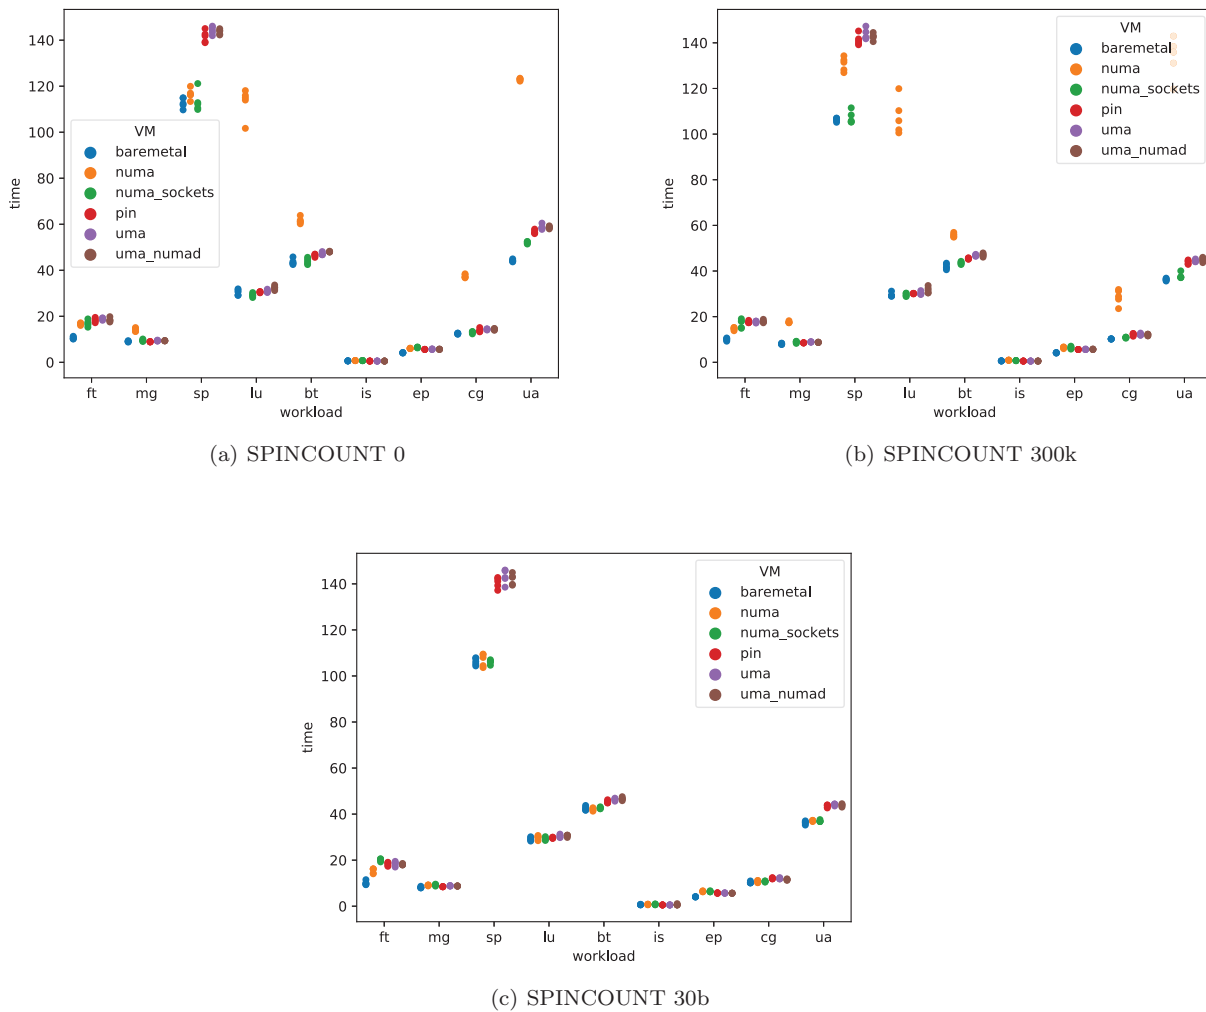 140
120
100
80
60
40
20
0
time
VM
baremetal
numa
numa_sockets
pin
uma
uma_numad
ft mg sp lu bt is ep cg ua
workload
(a) SPINCOUNT 0
140
120
100
80
60
40
20
0
time
VM
baremetal
numa
numa_sockets
pin
uma
uma_numad
ft mg sp lu bt is ep cg ua
workload
(b) SPINCOUNT 300k
140
120
100
80
60
40
20
0
time
VM
baremetal
numa
numa_sockets
pin
uma
uma_numad
ft mg sp lu bt is ep cg ua
workload
(c) SPINCOUNT 30b